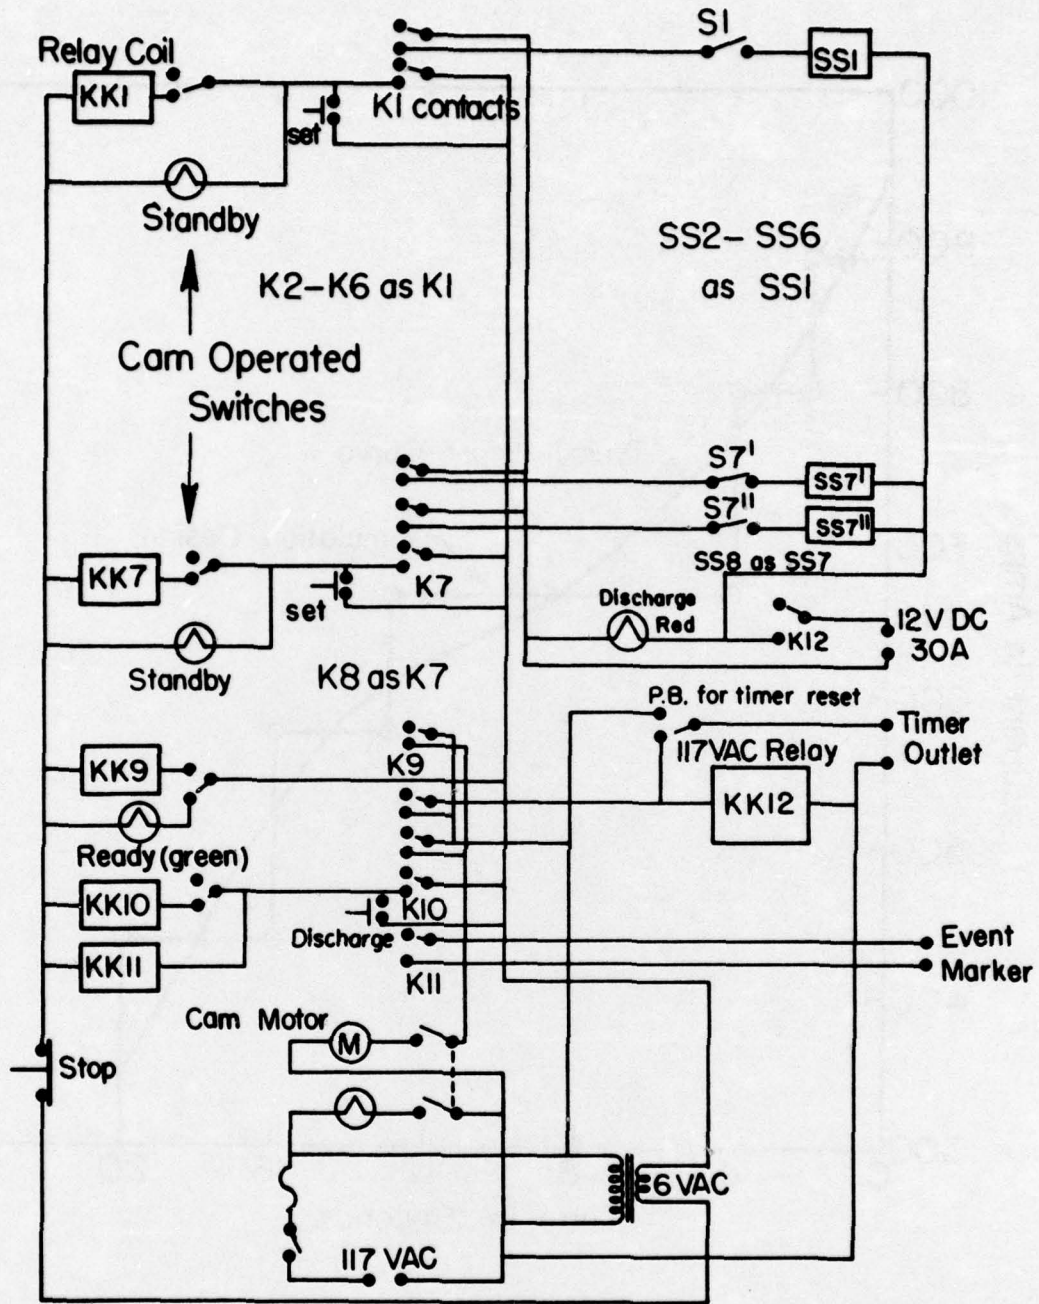 S1
Relay Coil
KK1
SS1
K1 contacts
set
Standby
SS2-SS6
as SS1
K2-K6 as K1
Cam Operated
Switches
S7'
SS7'
S7"
SS7"
SS8 as SS7
KK7
K7
set
Discharge
Red
K12
12V DC
30A
Standby
K8 as K7
P.B. for timer reset
Timer
Outlet
K9
117VAC Relay
KK9
KK12
Ready (green)
KK10
K10
Discharge
Event
Marker
KK11
K11
Cam Motor
M
Stop
6 VAC
117 VAC